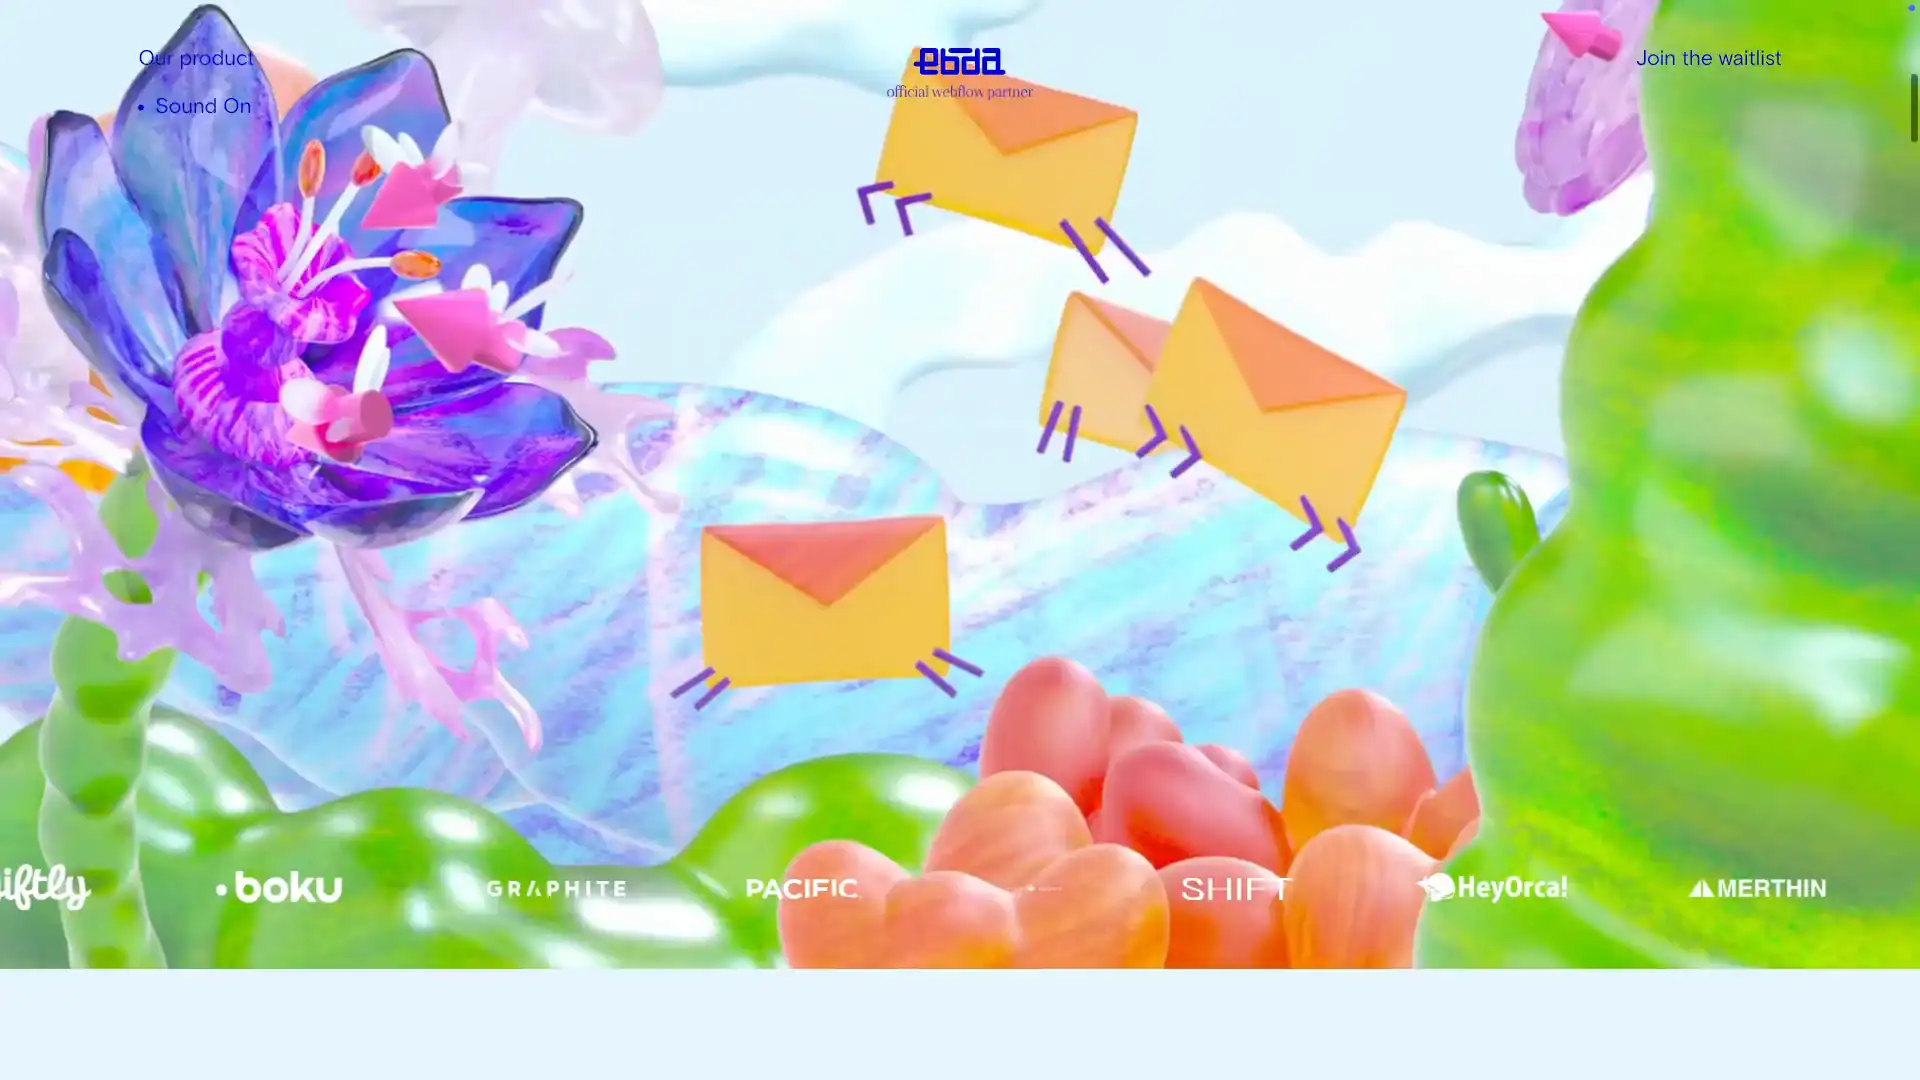 Our product
• Sound On
ebda
official webflow partner
Join the waitlist
iftly
boku
GRAPHITE
PACIFIC
SHIFT
HeyOrca!
MERTHIN